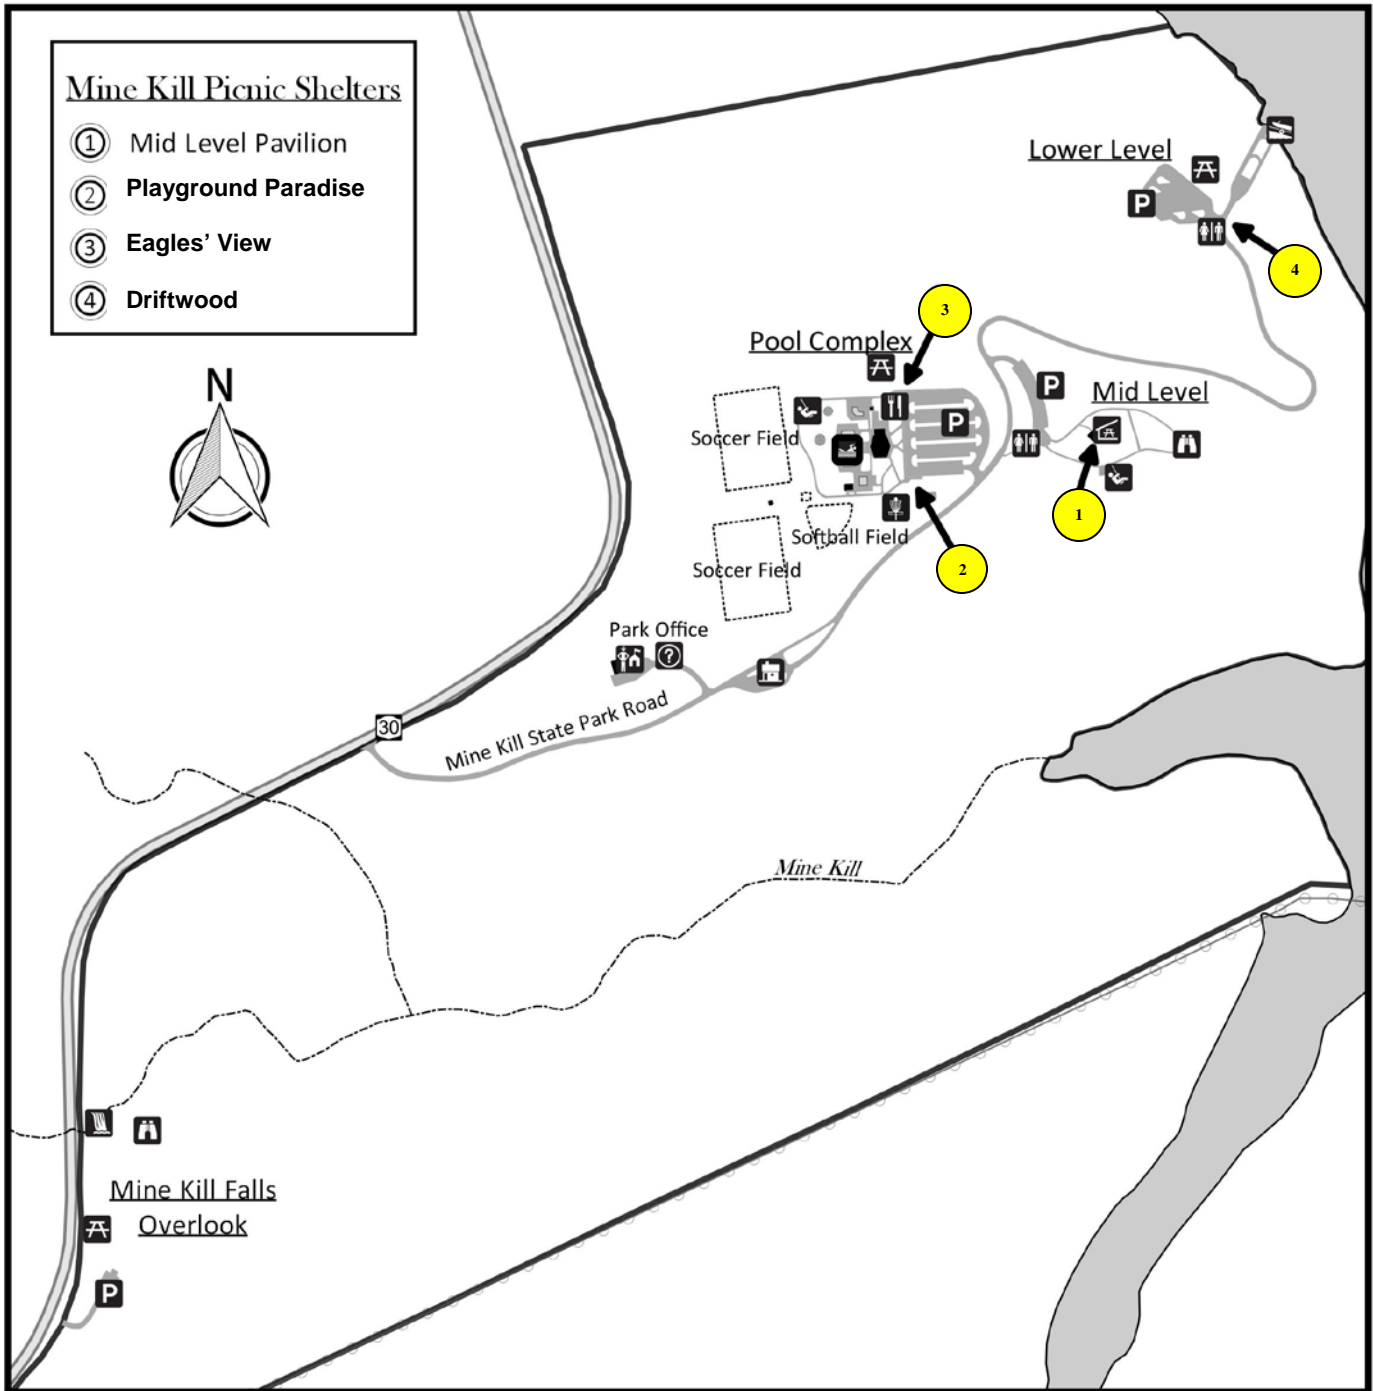 Mine Kill Picnic Shelters
1 Mid Level Pavilion
2 Playground Paradise
3 Eagles’ View
4 Driftwood
N
Lower Level
P
4
3
Pool Complex
P
Mid Level
Soccer Field
P
1
Softball Field
2
Soccer Field
Park Office
?
30
Mine Kill State Park Road
Mine Kill
Mine Kill Falls
Overlook
P